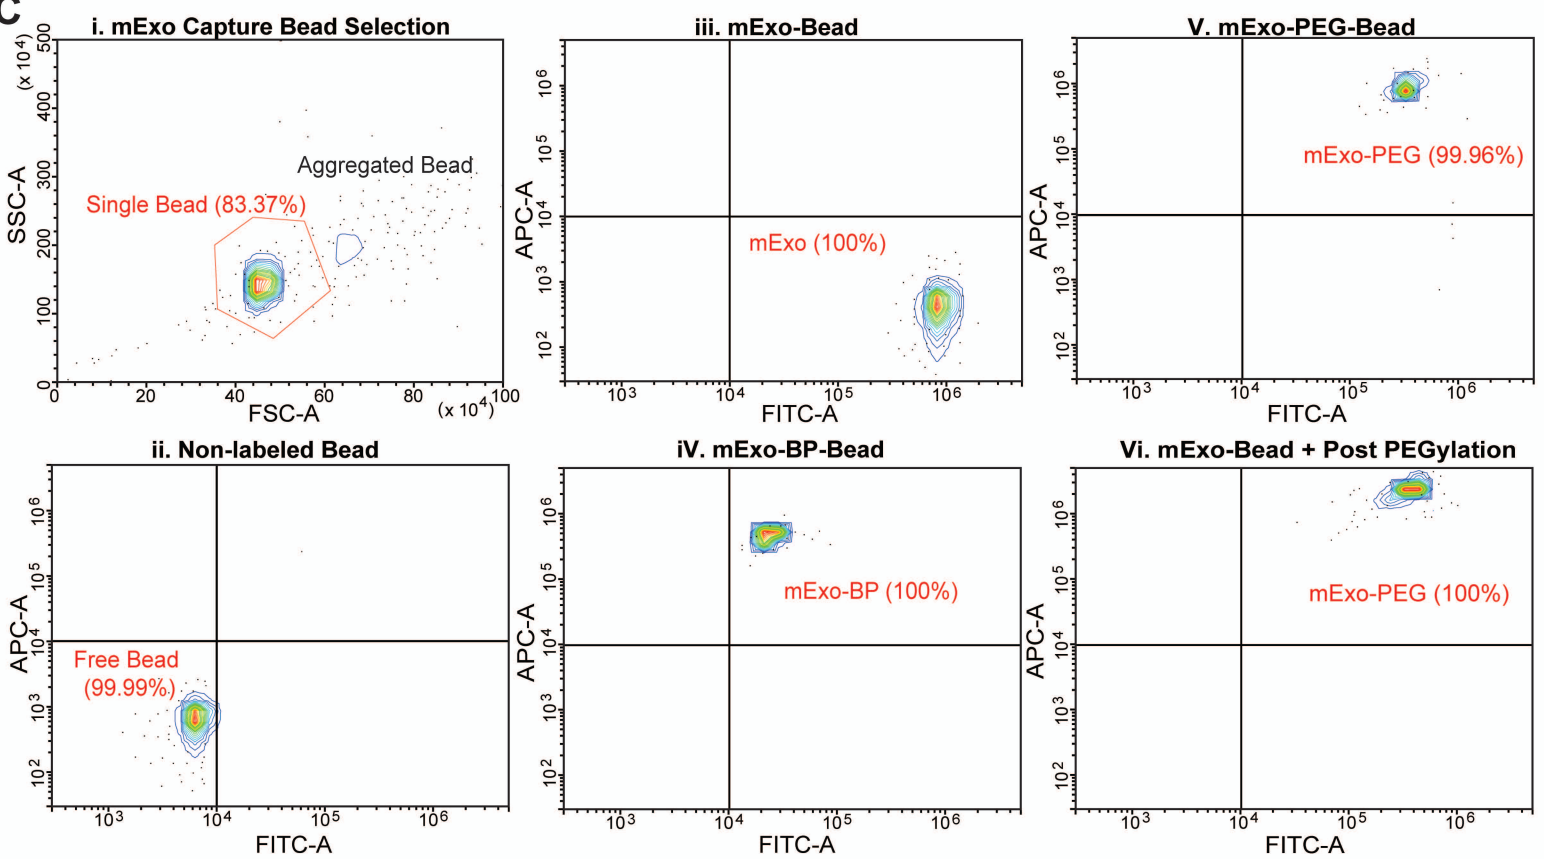 C
i. mExo Capture Bead Selection
(x 10⁴)
500
400
300
200
100
0
SSC-A
Aggregated Bead
Single Bead (83.37%)
0 20 40 60 80 100
FSC-A
(x 10⁴)
iii. mExo-Bead
10⁶
10⁵
10⁴
10³
10²
APC-A
mExo (100%)
10³ 10⁴ 10⁵ 10⁶
FITC-A
V. mExo-PEG-Bead
10⁶
10⁵
10⁴
10³
10²
APC-A
mExo-PEG (99.96%)
10³ 10⁴ 10⁵ 10⁶
FITC-A
ii. Non-labeled Bead
10⁶
10⁵
10⁴
10³
10²
APC-A
Free Bead
(99.99%)
10³ 10⁴ 10⁵ 10⁶
FITC-A
iV. mExo-BP-Bead
10⁶
10⁵
10⁴
10³
10²
APC-A
mExo-BP (100%)
10³ 10⁴ 10⁵ 10⁶
FITC-A
Vi. mExo-Bead + Post PEGylation
10⁶
10⁵
10⁴
10³
10²
APC-A
mExo-PEG (100%)
10³ 10⁴ 10⁵ 10⁶
FITC-A